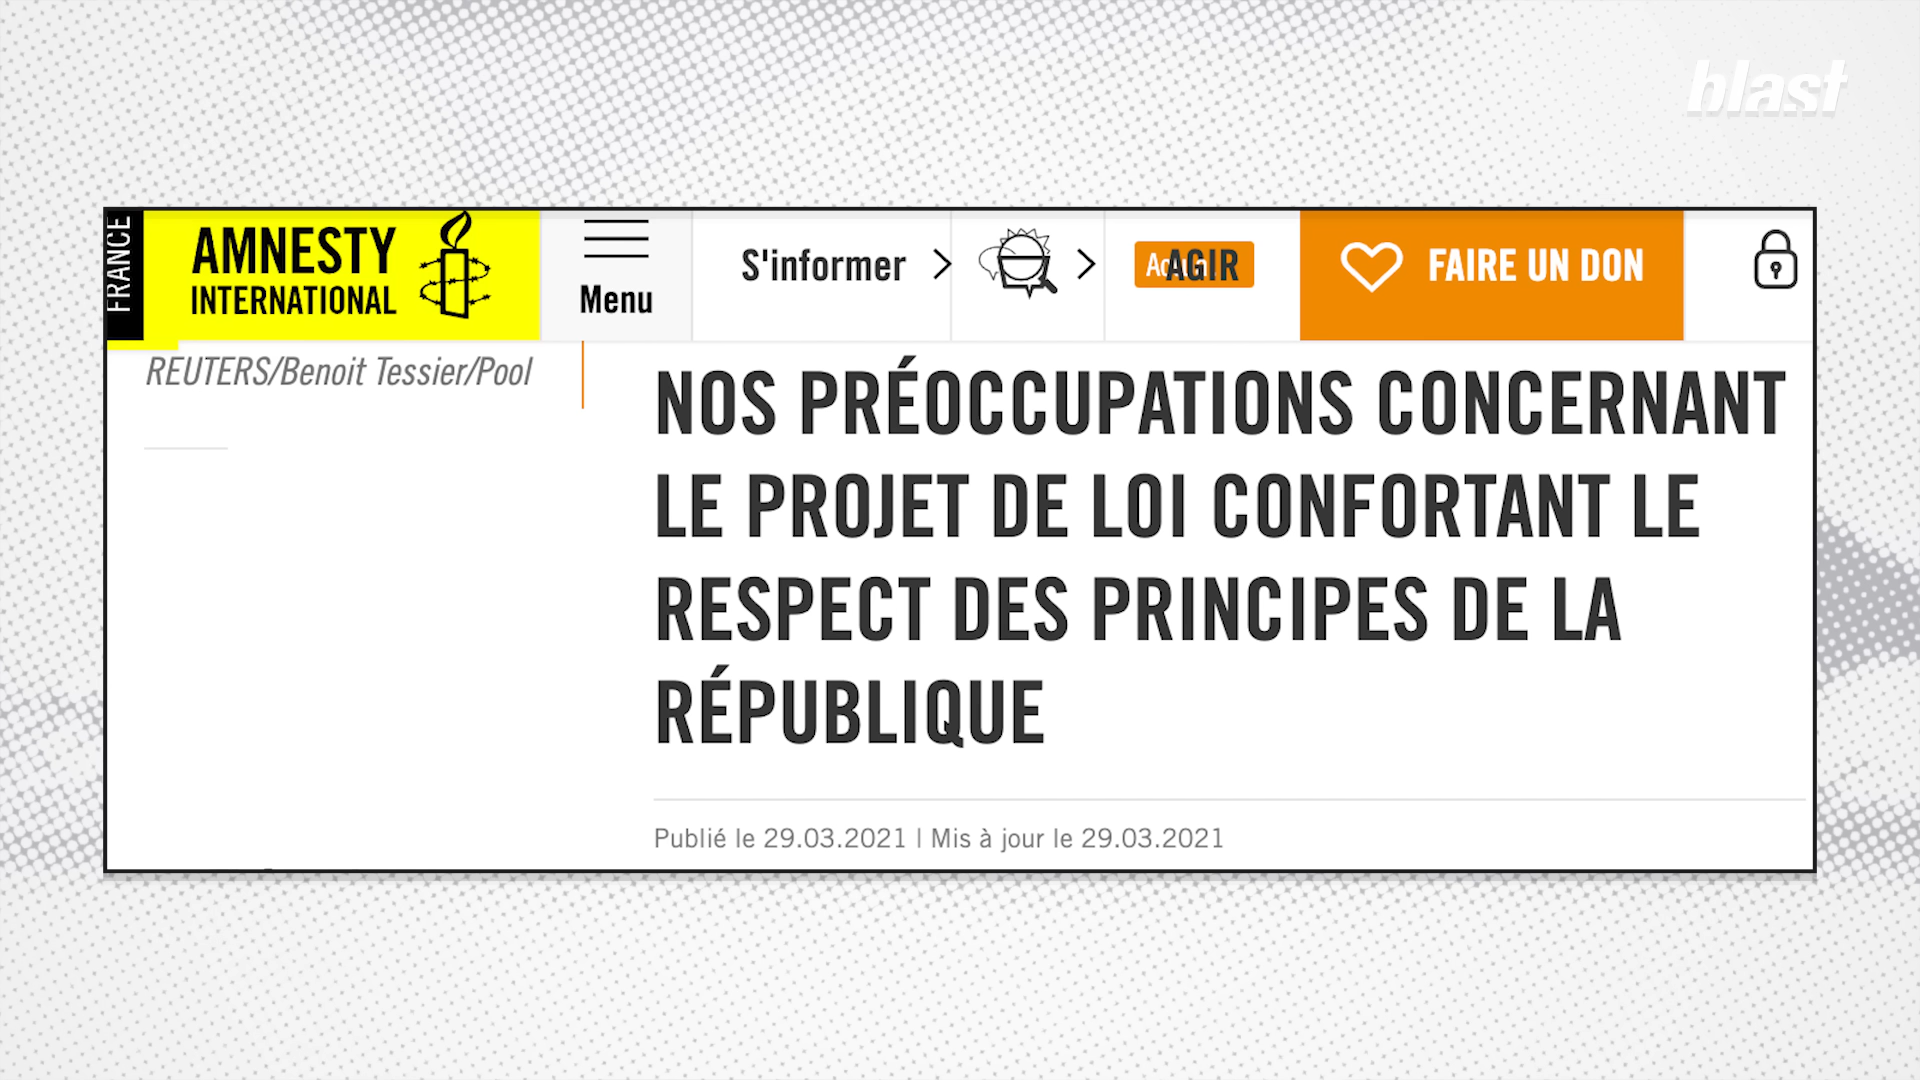 blast
FRANCE
AMNESTY
INTERNATIONAL
Menu
S'informer
AGIR
FAIRE UN DON
REUTERS/Benoit Tessier/Pool
NOS PRÉOCCUPATIONS CONCERNANT
LE PROJET DE LOI CONFORTANT LE
RESPECT DES PRINCIPES DE LA
RÉPUBLIQUE
Publié le 29.03.2021 | Mis à jour le 29.03.2021